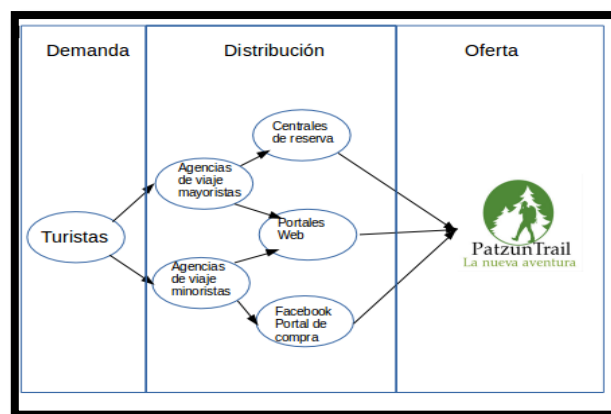 Demanda
Distribución
Oferta
Centrales
de reserva
Agencias
de viaje
mayoristas
Turistas
Portales
Web
Agencias
de viaje
minoristas
Facebook
Portal de
compra
PatzunTrail
La nueva aventura